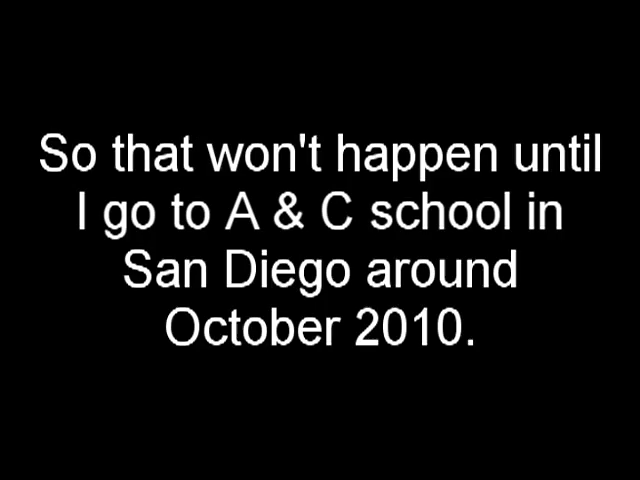 So that won't happen until
I go to A & C school in
San Diego around
October 2010.